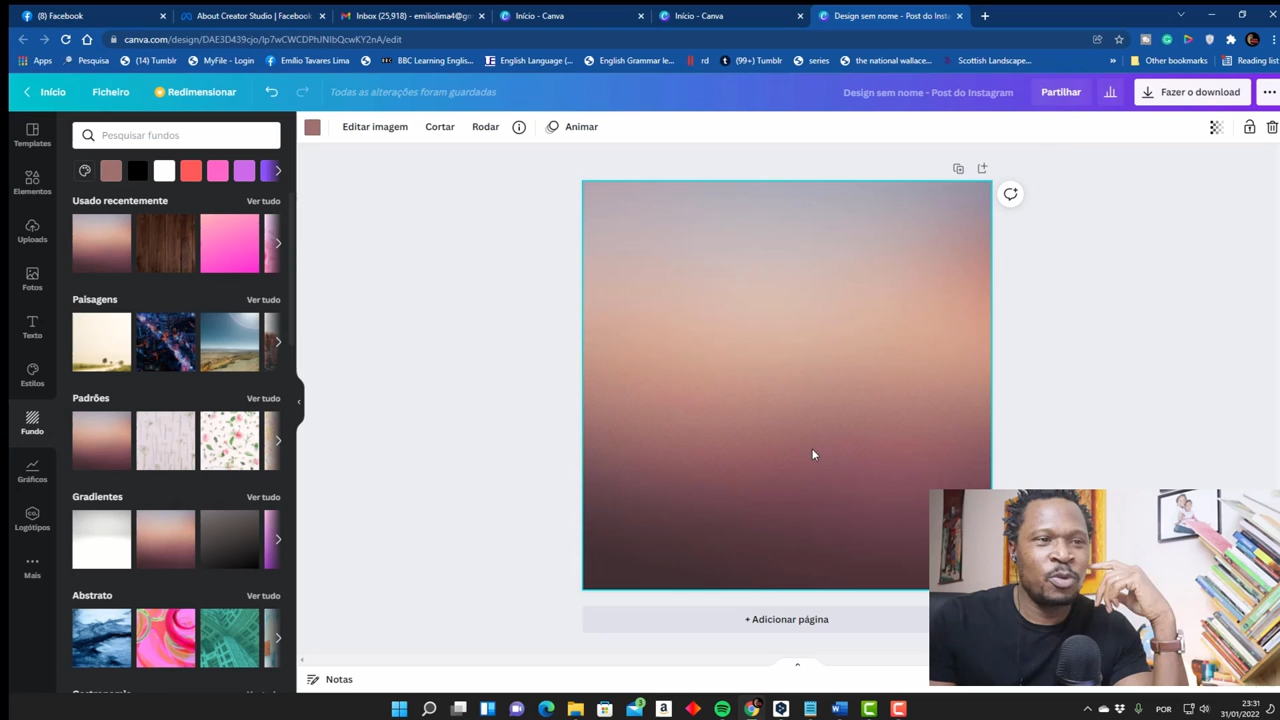 (8) Facebook
About Creator Studio | Facebook
Inbox (25,918) - emiliolima4@gm
Início - Canva
Início - Canva
Design sem nome - Post do Insta
canva.com/design/DAE3D439cjo/lp7wCWCDPhJNIbQcwKY2nA/edit
Apps
Pesquisa
(14) Tumblr
MyFile - Login
Emílio Tavares Lima
BBC Learning Englis...
English Language (...
English Grammar le...
rd
(99+) Tumblr
series
the national wallace...
Scottish Landscape...
Other bookmarks
Reading list
Início
Ficheiro
Redimensionar
Todas as alterações foram guardadas
Design sem nome - Post do Instagram
Partilhar
Fazer o download
Templates
Elementos
Uploads
Fotos
Texto
Estilos
Fundo
Gráficos
Logótipos
Mais
Pesquisar fundos
Usado recentemente
Ver tudo
Paisagens
Ver tudo
Padrões
Ver tudo
Gradientes
Ver tudo
Abstrato
Ver tudo
Editar imagem
Cortar
Rodar
Animar
+ Adicionar página
Notas
POR
23:31
31/01/2022